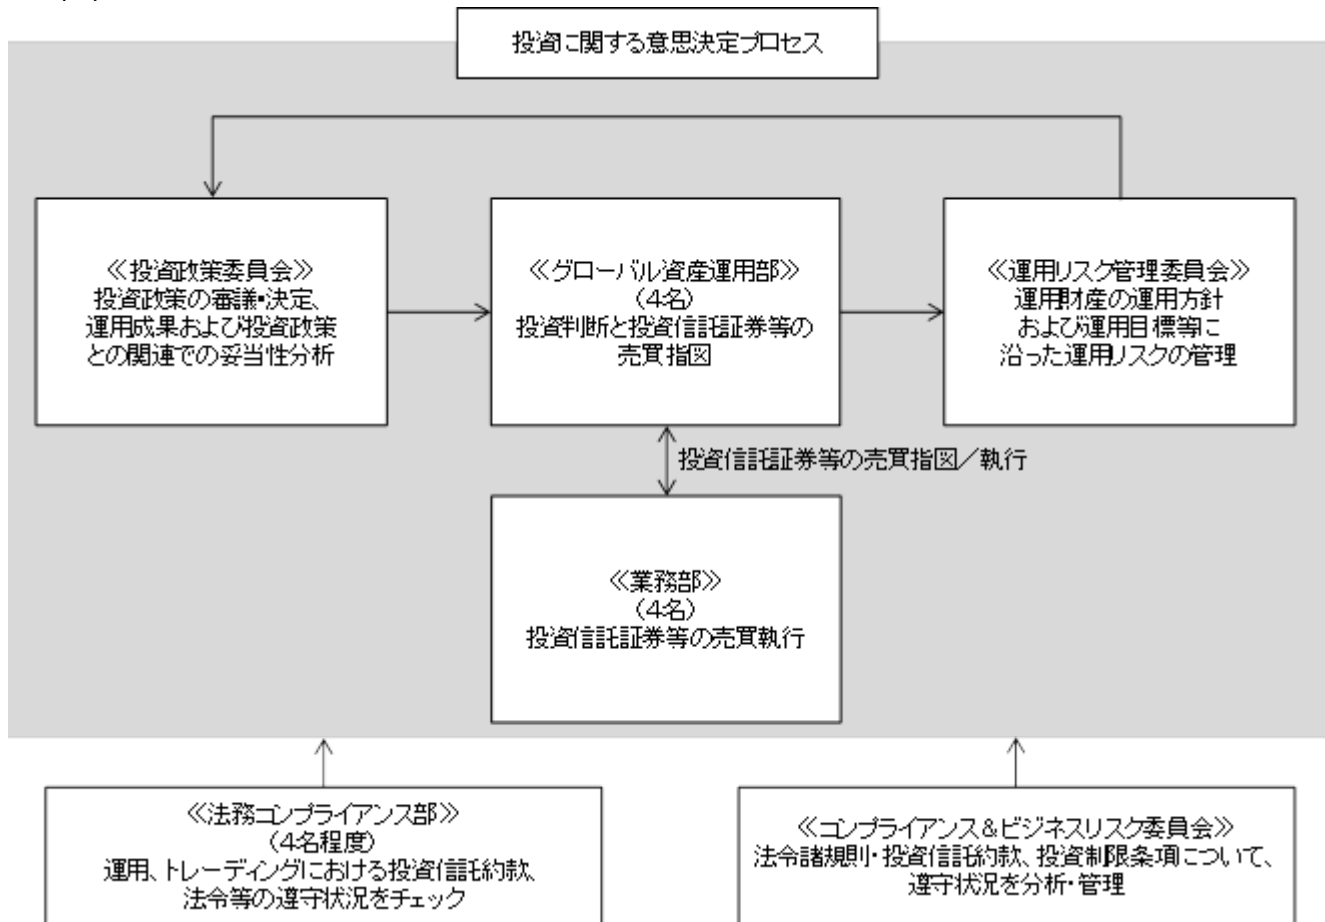 投資に関する意思決定プロセス
≪投資政策委員会≫
投資政策の審議・決定、
運用成果および投資政策
との関連での妥当性分析
≪グローバル資産運用部≫
(4名)
投資判断と投資信託証券等の
売買指図
≪運用リスク管理委員会≫
運用財産の運用方針
および運用目標等に
沿った運用リスクの管理
投資信託証券等の売買指図／執行
≪業務部≫
(4名)
投資信託証券等の売買執行
≪法務コンプライアンス部≫
(4名程度)
運用、トレーディングにおける投資信託約款、
法令等の遵守状況をチェック
≪コンプライアンス＆ビジネスリスク委員会≫
法令諸規則・投資信託約款、投資制限条項について、
遵守状況を分析・管理